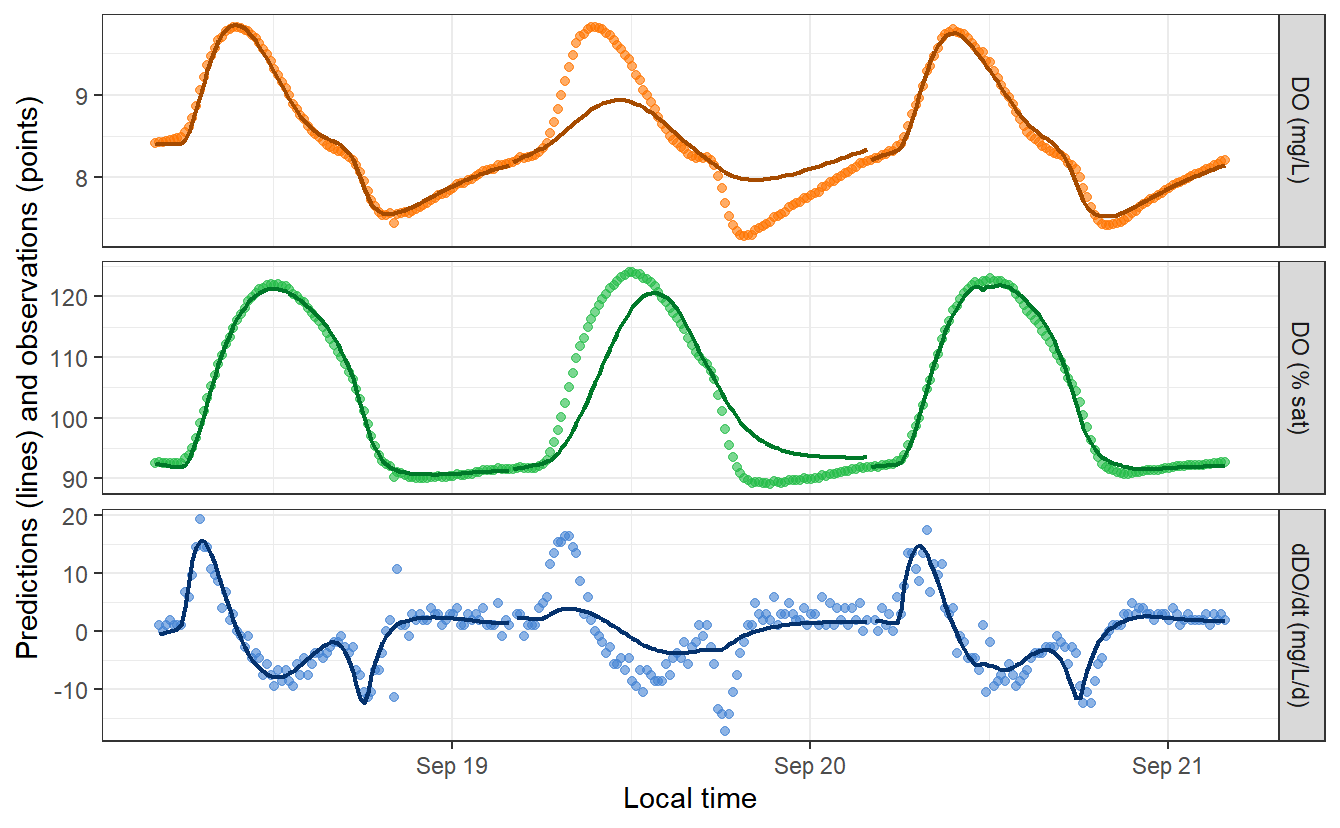 Predictions (lines) and observations (points)
9
8
DO (mg/L)
120
110
100
90
DO (% sat)
20
10
0
-10
dDO/dt (mg/L/d)
Sep 19
Sep 20
Sep 21
Local time